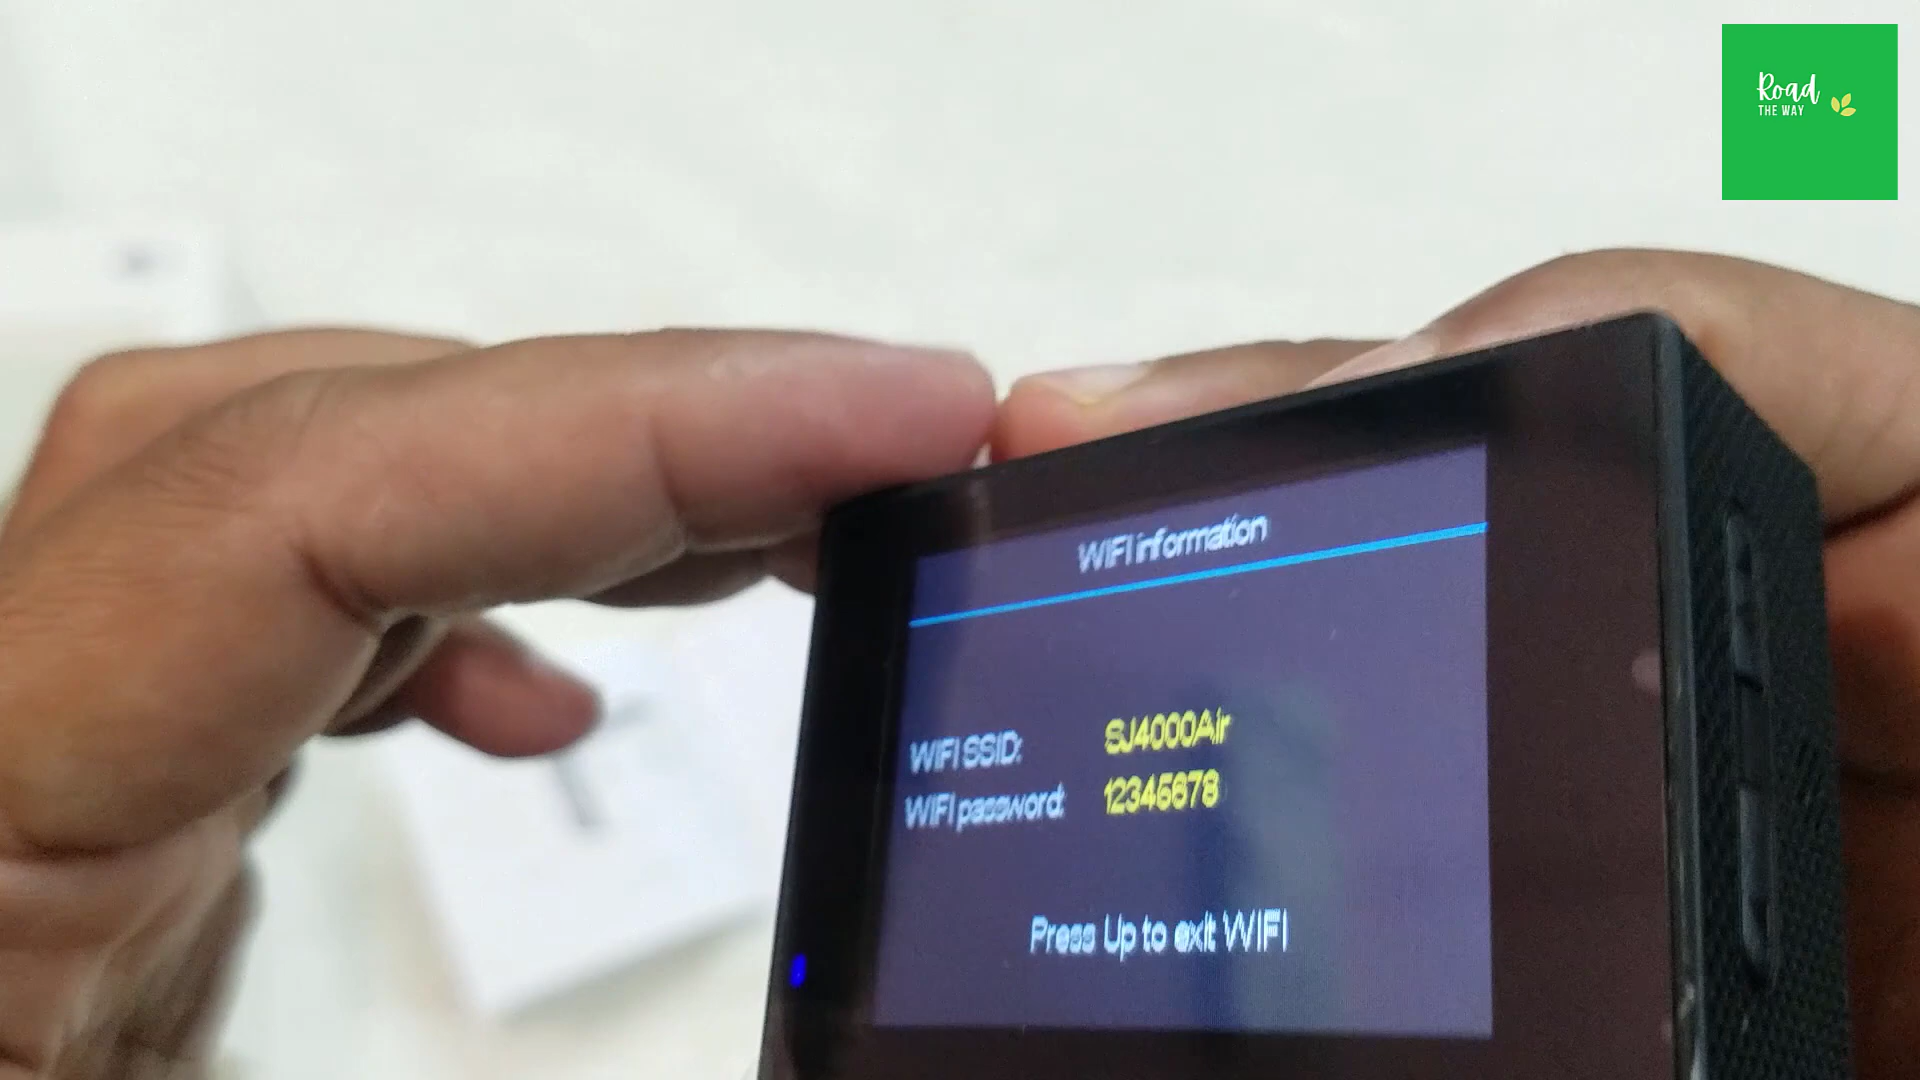 Road
THE WAY
WIFI information
WIFI SSID: SJ4000Air
WIFI password: 12345678
Press Up to exit WIFI